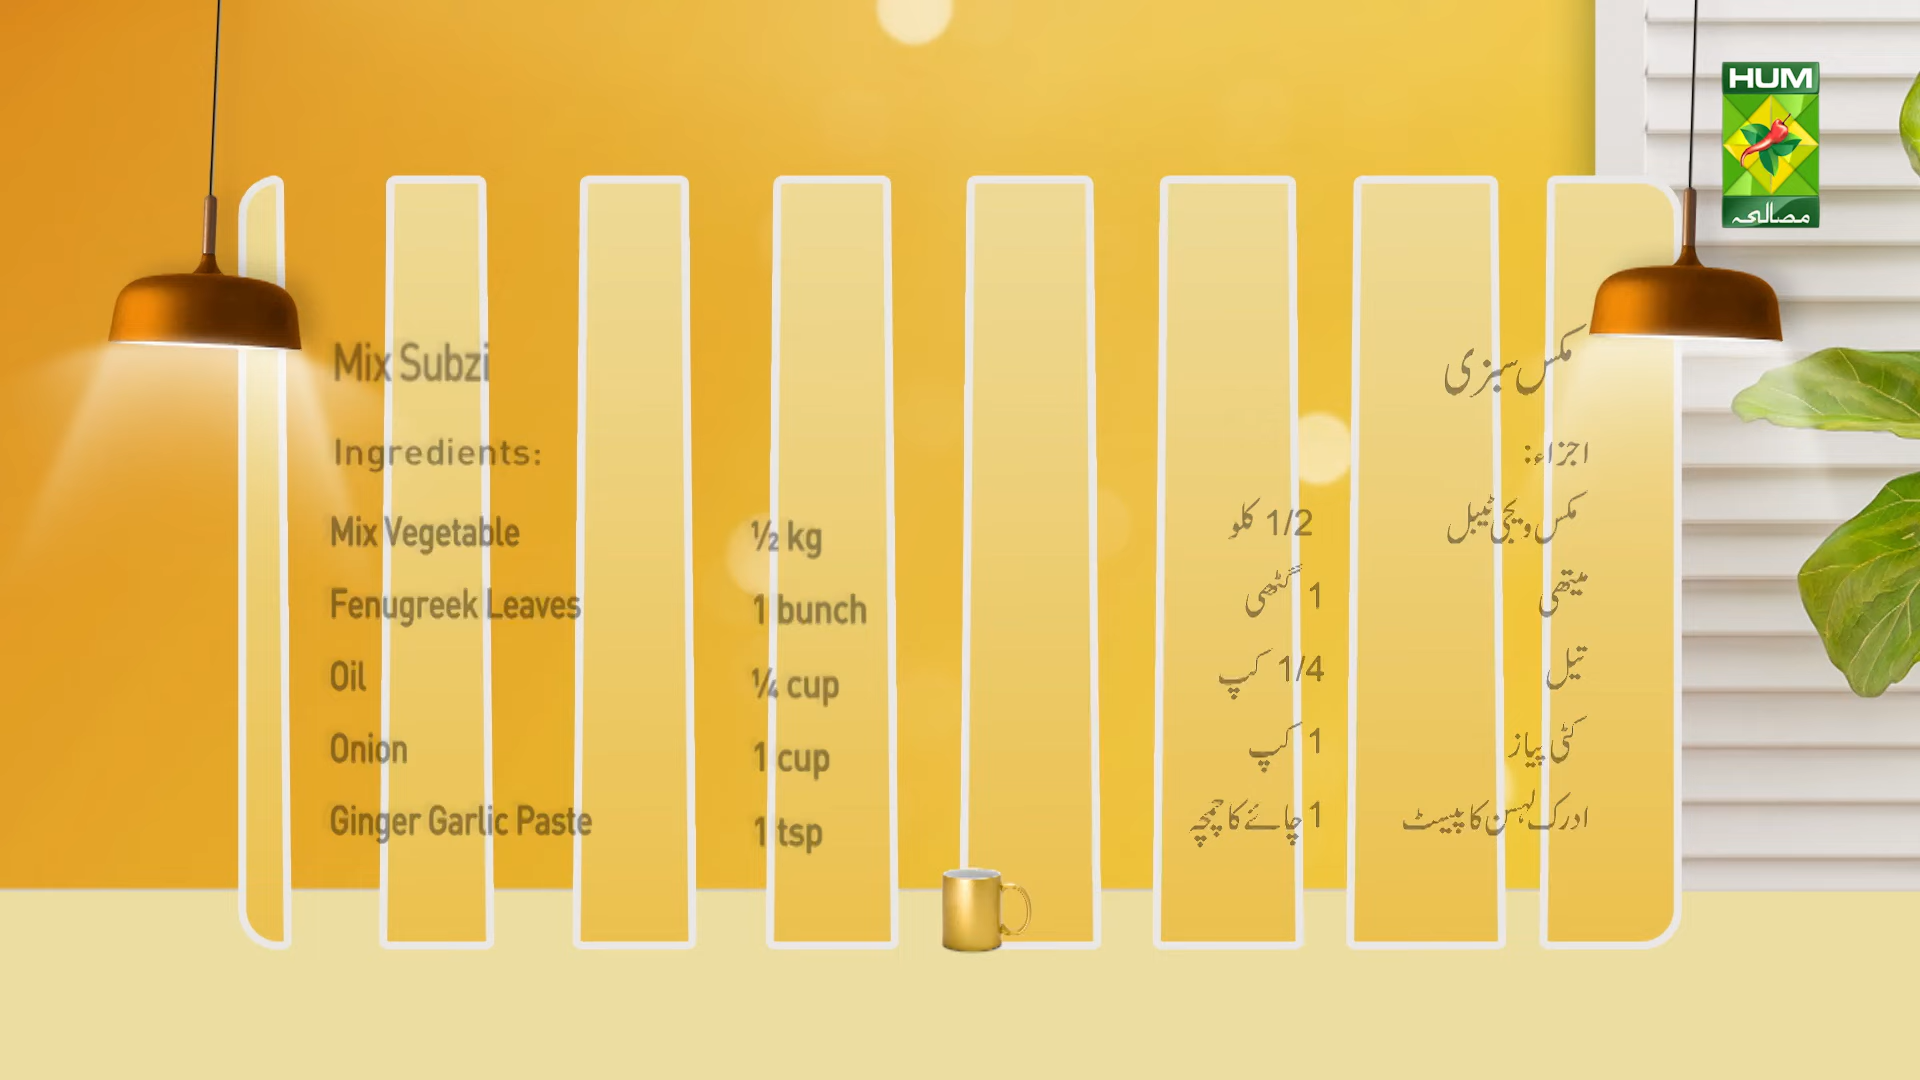 HUM
مصالحہ
Mix Subzi
مکس سبزی
Ingredients:
اجزاء:
Mix Vegetable ½ kg
مکس ویجی ٹیبل 1/2 کلو
Fenugreek Leaves 1 bunch
میتھی 1 گٹھی
Oil ¼ cup
تیل 1/4 کپ
Onion 1 cup
کٹی پیاز 1 کپ
Ginger Garlic Paste 1 tsp
ادرک لہسن کا پیسٹ 1 چائے کا چمچہ